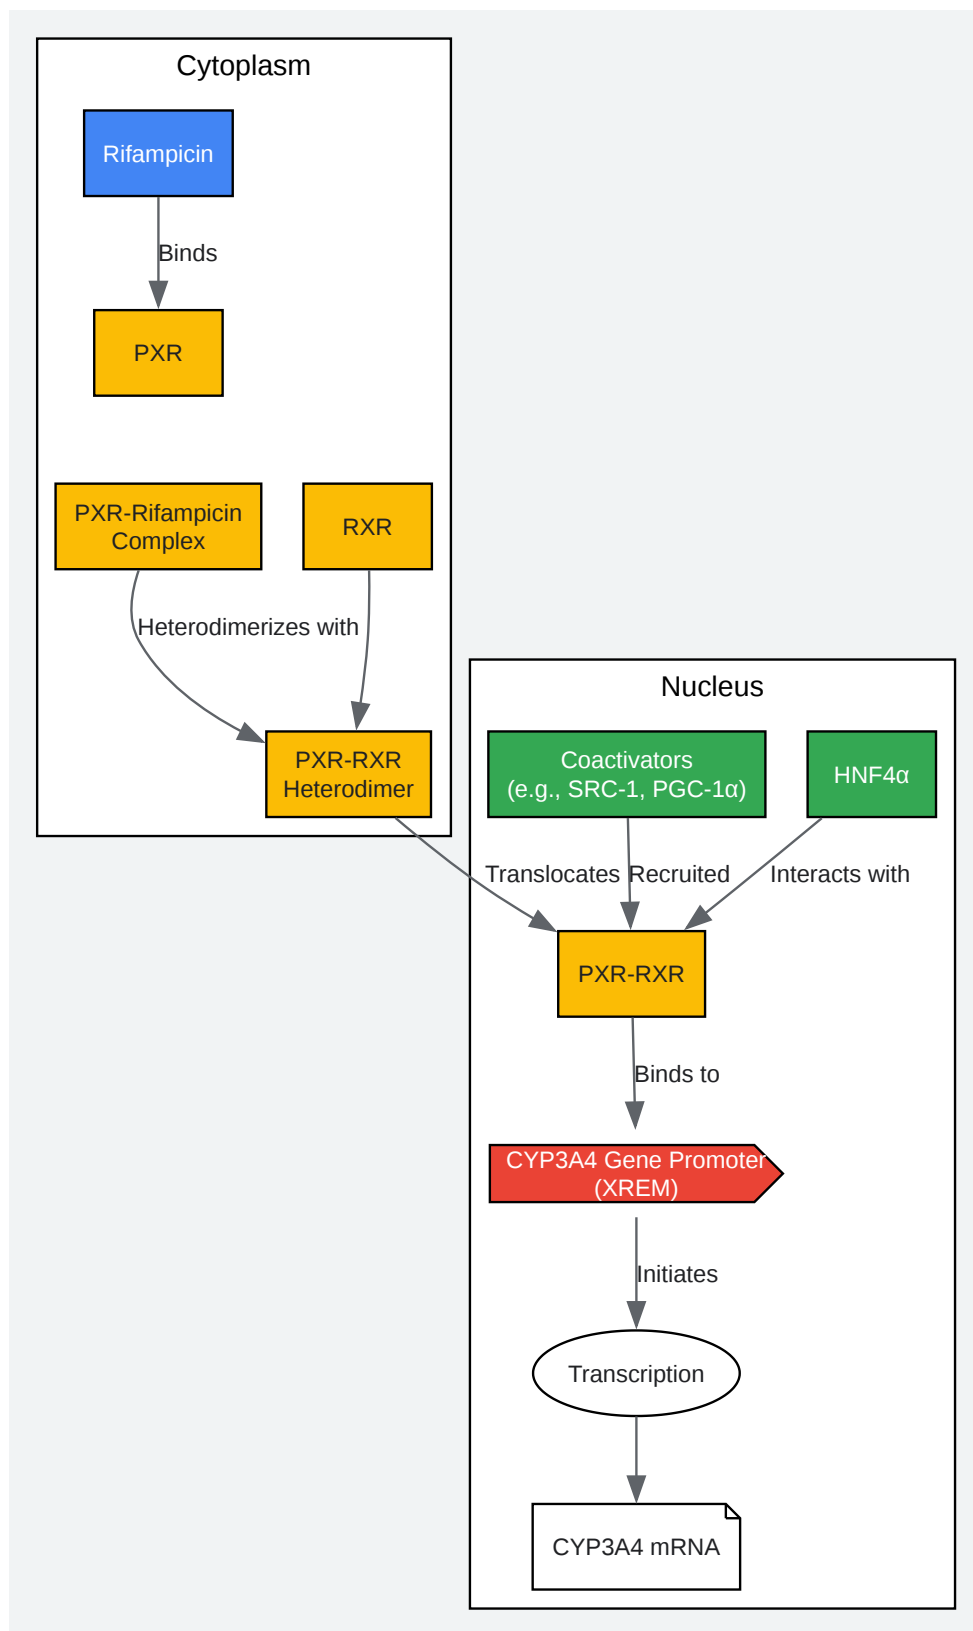 Cytoplasm
Rifampicin
Binds
PXR
PXR-Rifampicin
Complex
RXR
Heterodimerizes with
PXR-RXR
Heterodimer
Nucleus
Coactivators
(e.g., SRC-1, PGC-1α)
HNF4α
Translocates
Recruited
Interacts with
PXR-RXR
Binds to
CYP3A4 Gene Promoter
(XREM)
Initiates
Transcription
CYP3A4 mRNA